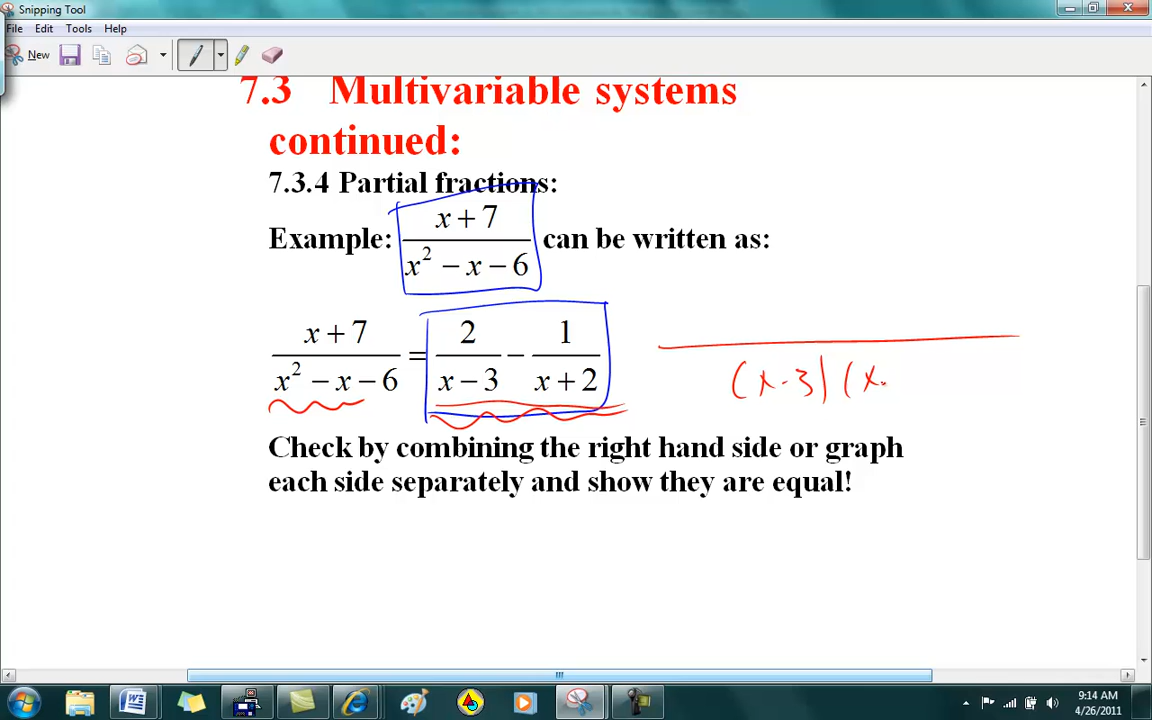 Snipping Tool
File Edit Tools Help
New
7.3 Multivariable systems
continued:
7.3.4 Partial fractions:
Example: x + 7 / x² − x − 6 can be written as:
x + 7 / x² − x − 6 = 2 / x − 3 − 1 / x + 2
(x - 3) (x
Check by combining the right hand side or graph
each side separately and show they are equal!
9:14 AM
4/26/2011